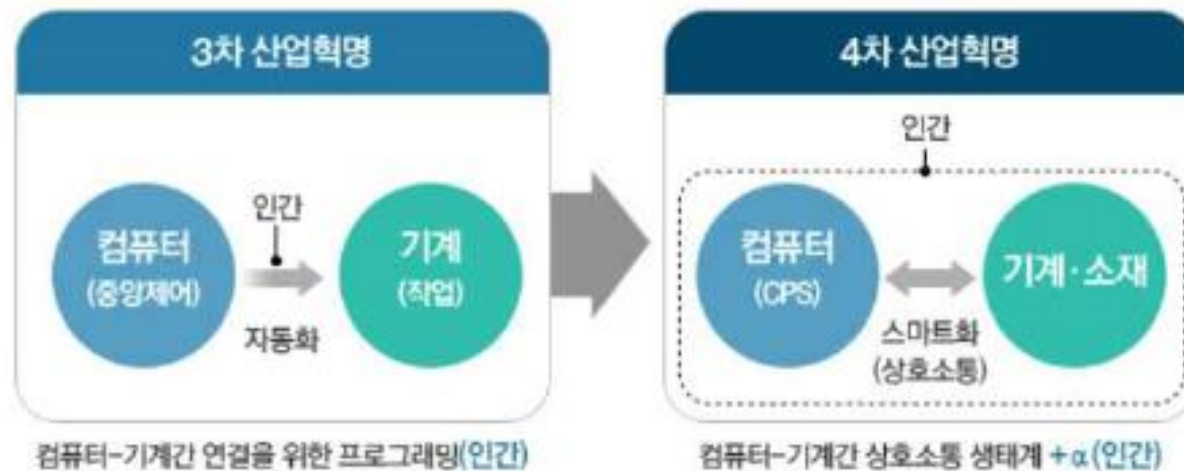 3차 산업혁명
인간
컴퓨터
(중앙제어)
기계
(작업)
자동화
컴퓨터-기계간 연결을 위한 프로그래밍(인간)
4차 산업혁명
인간
컴퓨터
(CPS)
기계·소재
스마트화
(상호소통)
컴퓨터-기계간 상호소통 생태계 +α(인간)